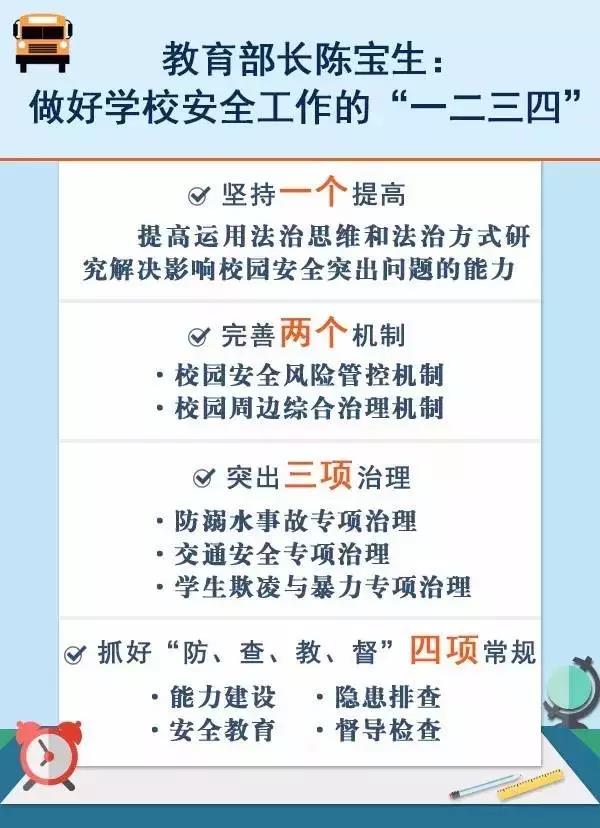 教育部长陈宝生：
做好学校安全工作的“一二三四”
坚持一个提高
提高运用法治思维和法治方式研
究解决影响校园安全突出问题的能力
完善两个机制
·校园安全风险管控机制
·校园周边综合治理机制
突出三项治理
·防溺水事故专项治理
·交通安全专项治理
·学生欺凌与暴力专项治理
抓好“防、查、教、督”四项常规
·能力建设 ·隐患排查
·安全教育 ·督导检查